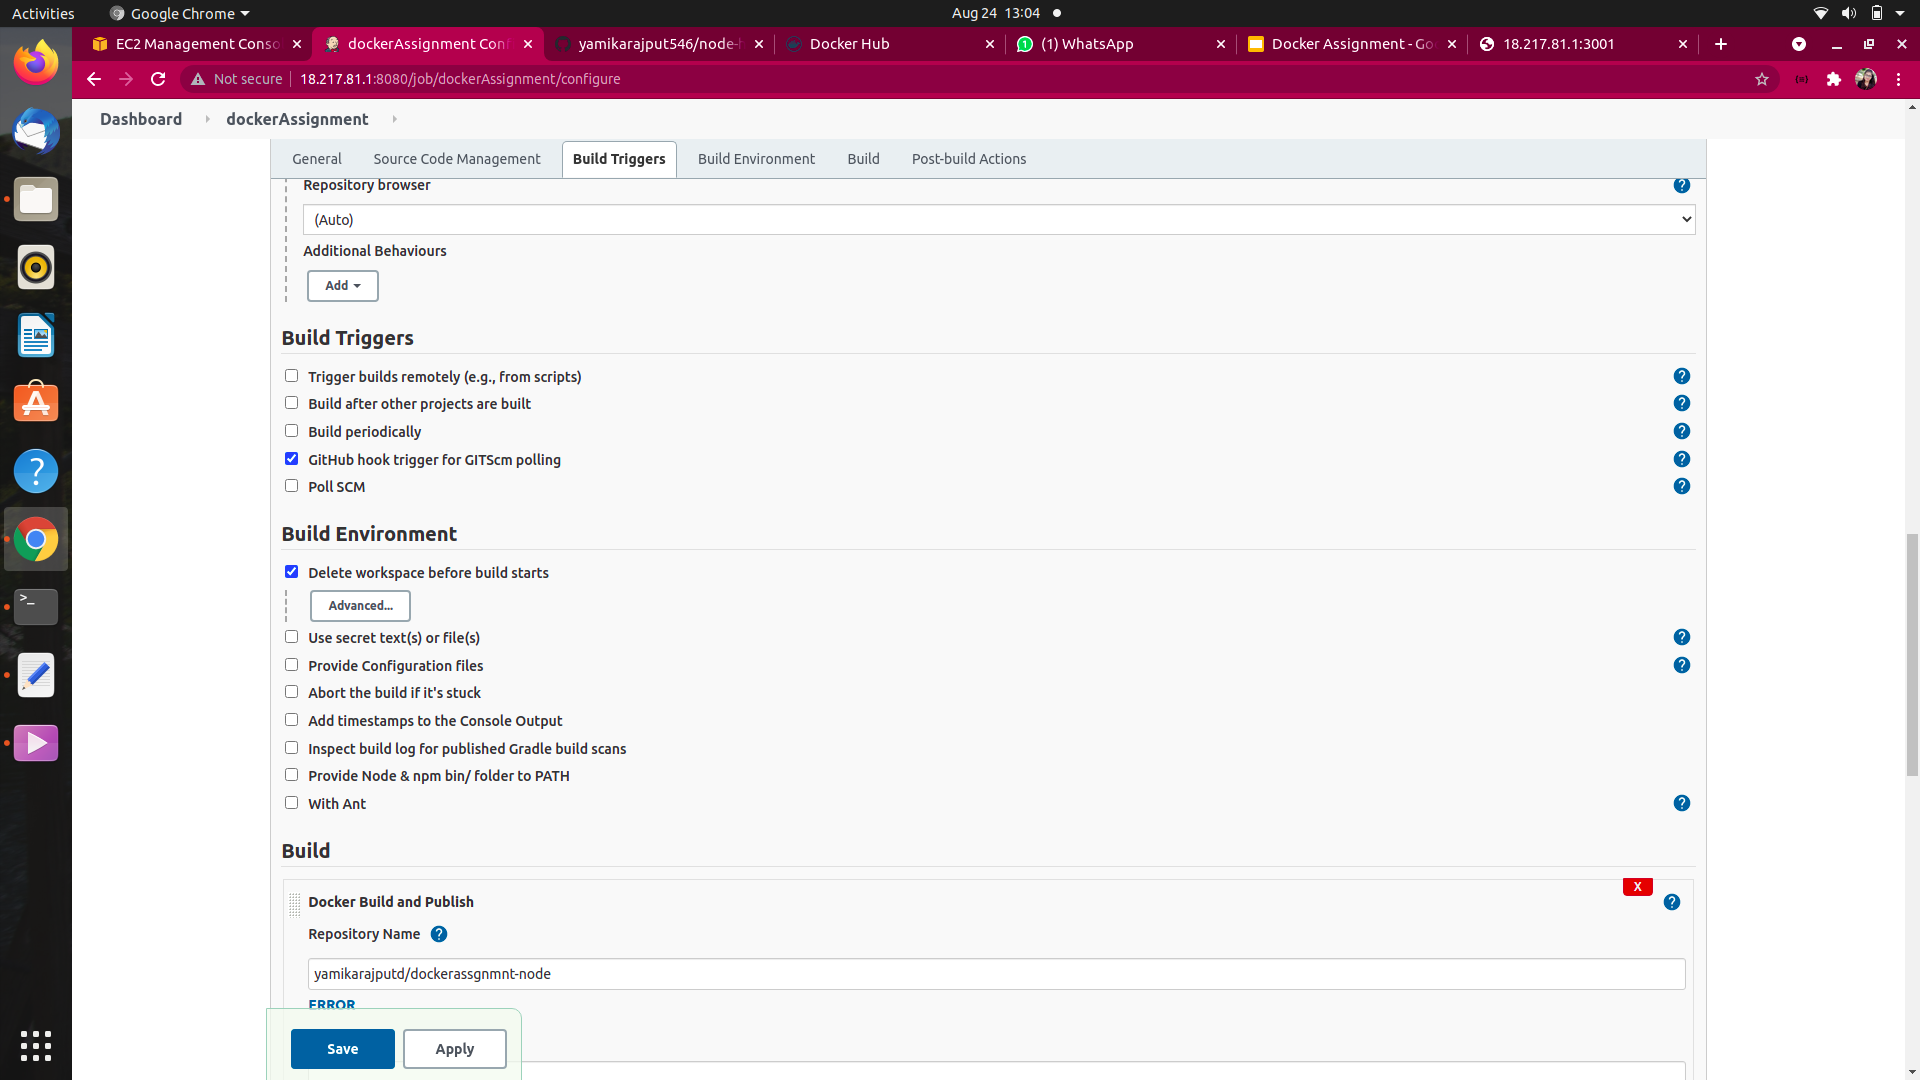 Activities
Google Chrome
Aug 24 13:04
EC2 Management Conso
dockerAssignment Conf
yamikarajput546/node-h
Docker Hub
(1) WhatsApp
Docker Assignment - Go
18.217.81.1:3001
Not secure
18.217.81.1:8080/job/dockerAssignment/configure
Dashboard
dockerAssignment
General
Source Code Management
Build Triggers
Build Environment
Build
Post-build Actions
Repository browser
(Auto)
Additional Behaviours
Add
Build Triggers
Trigger builds remotely (e.g., from scripts)
Build after other projects are built
Build periodically
GitHub hook trigger for GITScm polling
Poll SCM
Build Environment
Delete workspace before build starts
Advanced...
Use secret text(s) or file(s)
Provide Configuration files
Abort the build if it's stuck
Add timestamps to the Console Output
Inspect build log for published Gradle build scans
Provide Node & npm bin/ folder to PATH
With Ant
Build
X
Docker Build and Publish
Repository Name
yamikarajputd/dockerassgnmnt-node
ERROR
Save
Apply